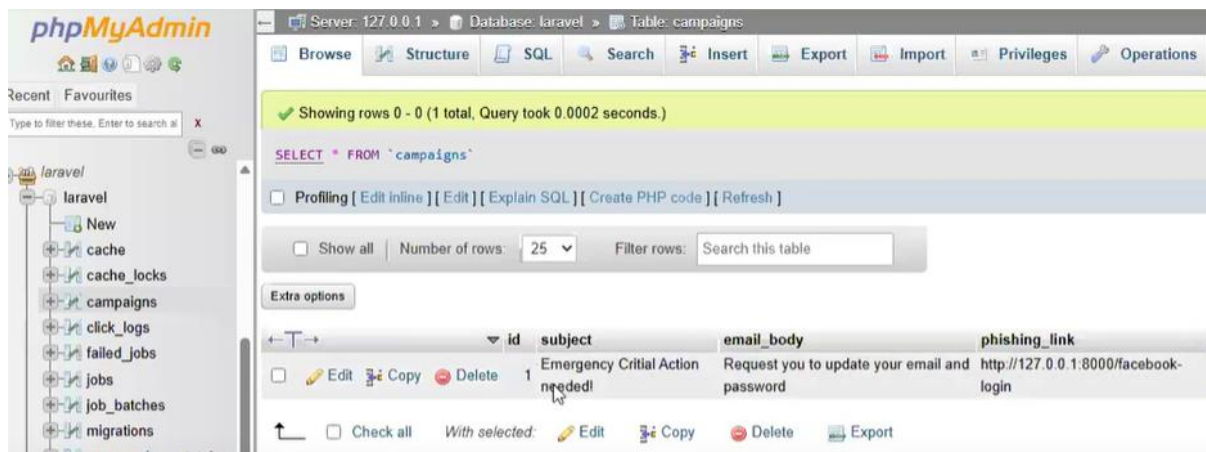 phpMyAdmin
Recent Favourites
Type to filter these, Enter to search al X
laravel
laravel
New
cache
cache_locks
campaigns
click_logs
failed_jobs
jobs
job_batches
migrations
Server: 127.0.0.1 » Database: laravel » Table: campaigns
Browse Structure SQL Search Insert Export Import Privileges Operations
Showing rows 0 - 0 (1 total, Query took 0.0002 seconds.)
SELECT * FROM `campaigns`
Profiling [ Edit inline ] [ Edit ] [ Explain SQL ] [ Create PHP code ] [ Refresh ]
Show all Number of rows: 25 Filter rows: Search this table
Extra options
id subject email_body phishing_link
Edit Copy Delete 1 Emergency Critial Action Request you to update your email and http://127.0.0.1:8000/facebook-
needed! password login
Check all With selected: Edit Copy Delete Export